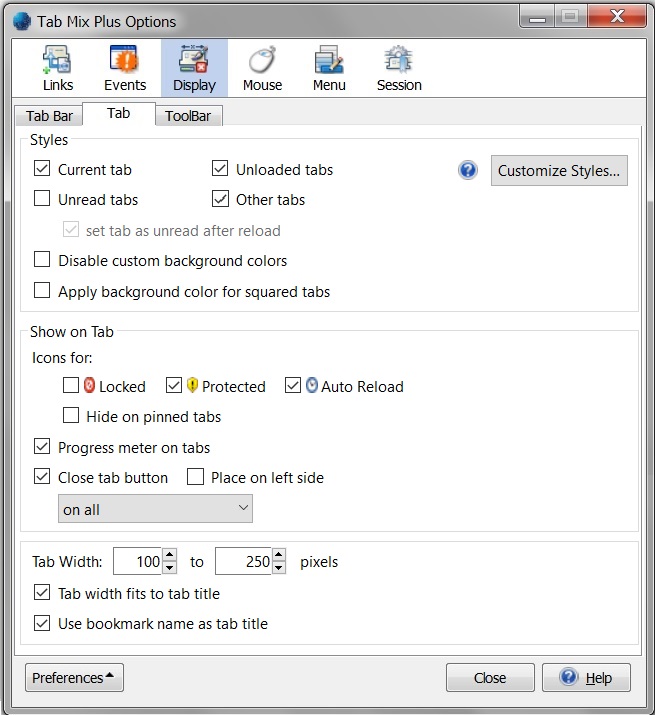 Tab Mix Plus Options
Links Events Display Mouse Menu Session
Tab Bar Tab ToolBar
Styles
Current tab Unloaded tabs Customize Styles...
Unread tabs Other tabs
set tab as unread after reload
Disable custom background colors
Apply background color for squared tabs
Show on Tab
Icons for:
Locked Protected Auto Reload
Hide on pinned tabs
Progress meter on tabs
Close tab button Place on left side
on all
Tab Width: 100 to 250 pixels
Tab width fits to tab title
Use bookmark name as tab title
Preferences Close Help